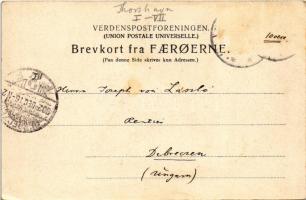 Thorshavn
I - VII
VERDENSPOSTFORENINGEN.
(UNION POSTALE UNIVERSELLE.)
Brevkort fra FÆRØERNE.
(Paa denne Side skrives kun Adressen.)
Herrn Joseph von László
Debreczen
(Ungarn)